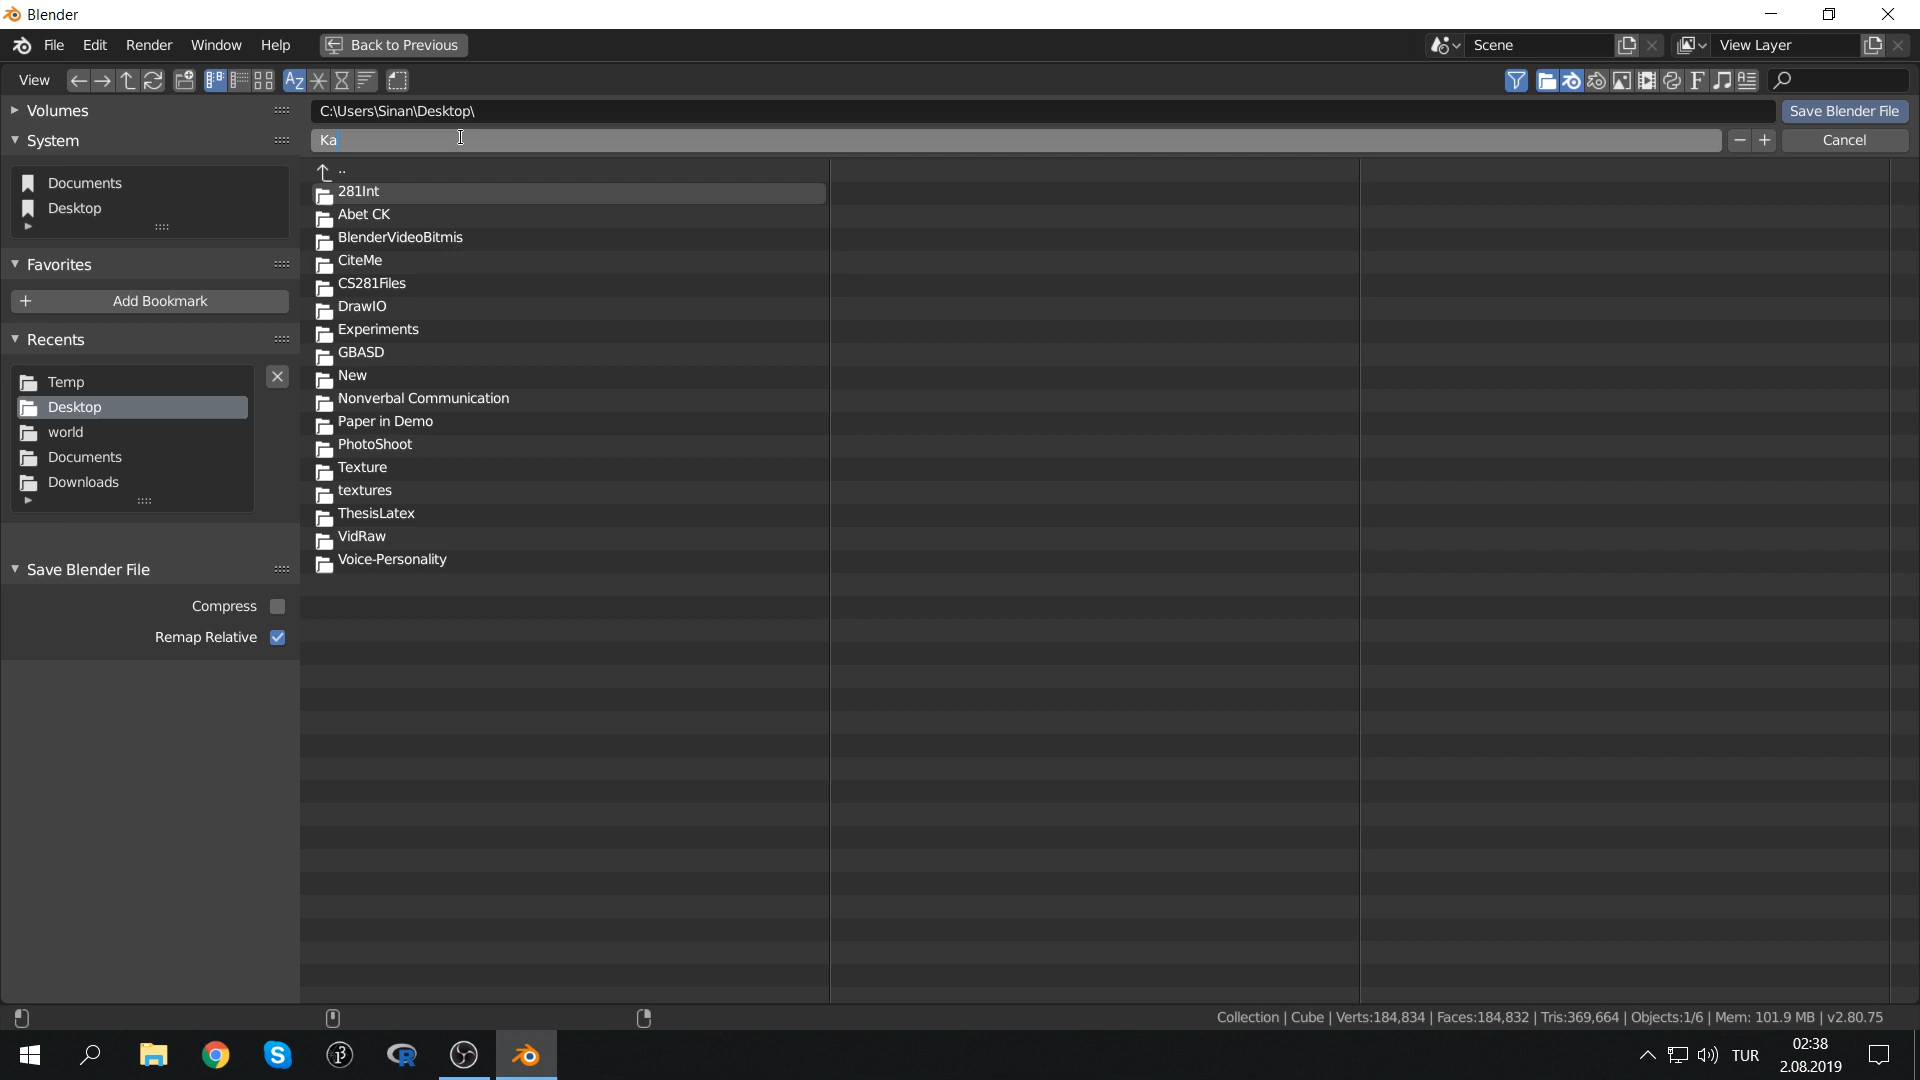 Blender
File Edit Render Window Help Back to Previous Scene View Layer
View
Volumes
C:\Users\Sinan\Desktop\ Save Blender File
System
Ka Cancel
Documents
Desktop
Favorites
Add Bookmark
Recents
Temp
Desktop
world
Documents
Downloads
Save Blender File
Compress
Remap Relative
..
281Int
Abet CK
BlenderVideoBitmis
CiteMe
CS281Files
DrawIO
Experiments
GBASD
New
Nonverbal Communication
Paper in Demo
PhotoShoot
Texture
textures
ThesisLatex
VidRaw
Voice-Personality
Collection | Cube | Verts:184,834 | Faces:184,832 | Tris:369,664 | Objects:1/6 | Mem: 101.9 MB | v2.80.75
TUR
02:38
2.08.2019